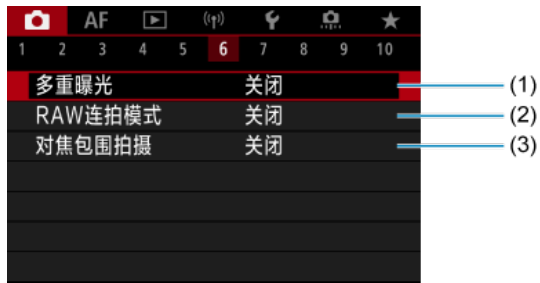 AF
1 2 3 4 5 6 7 8 9 10
多重曝光 关闭 (1)
RAW连拍模式 关闭 (2)
对焦包围拍摄 关闭 (3)